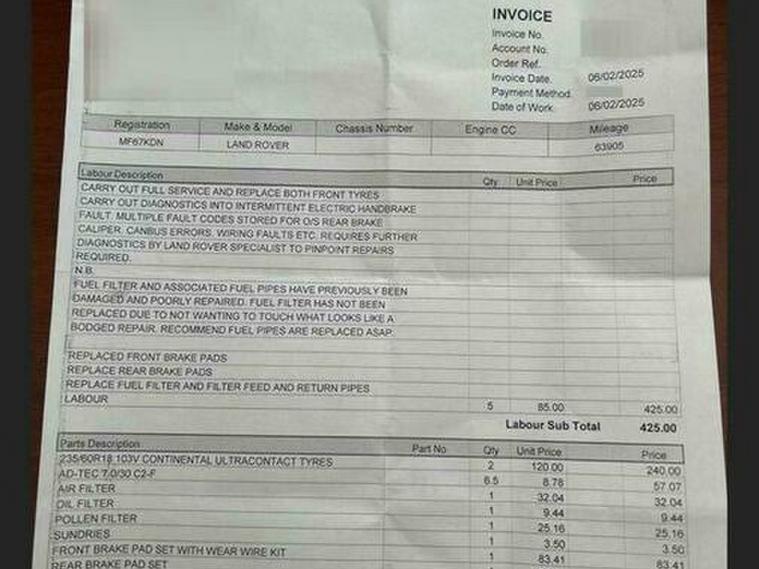 INVOICE
Invoice No.
Account No.
Order Ref.
Invoice Date. 06/02/2025
Payment Method.
Date of Work. 06/02/2025
Registration Make & Model Chassis Number Engine CC Mileage
MF67KDN LAND ROVER 63905
Labour Description Qty Unit Price Price
CARRY OUT FULL SERVICE AND REPLACE BOTH FRONT TYRES
CARRY OUT DIAGNOSTICS INTO INTERMITTENT ELECTRIC HANDBRAKE
FAULT. MULTIPLE FAULT CODES STORED FOR O/S REAR BRAKE
CALIPER. CANBUS ERRORS. WIRING FAULTS ETC. REQUIRES FURTHER
DIAGNOSTICS BY LAND ROVER SPECIALIST TO PINPOINT REPAIRS
REQUIRED.
N.B.
FUEL FILTER AND ASSOCIATED FUEL PIPES HAVE PREVIOUSLY BEEN
DAMAGED AND POORLY REPAIRED. FUEL FILTER HAS NOT BEEN
REPLACED DUE TO NOT WANTING TO TOUCH WHAT LOOKS LIKE A
BODGED REPAIR. RECOMMEND FUEL PIPES ARE REPLACED ASAP.
REPLACED FRONT BRAKE PADS
REPLACE REAR BRAKE PADS
REPLACE FUEL FILTER AND FILTER FEED AND RETURN PIPES
LABOUR 5 85.00 425.00
Labour Sub Total 425.00
Parts Description Part No Qty Unit Price Price
235/60R18 103V CONTINENTAL ULTRACONTACT TYRES 2 120.00 240.00
AD-TEC 7.0/30 C2-F 6.5 8.78 57.07
AIR FILTER 1 32.04 32.04
OIL FILTER 1 9.44 9.44
POLLEN FILTER 1 25.16 25.16
SUNDRIES 1 3.50 3.50
FRONT BRAKE PAD SET WITH WEAR WIRE KIT 1 83.41 83.41
REAR BRAKE PAD SET